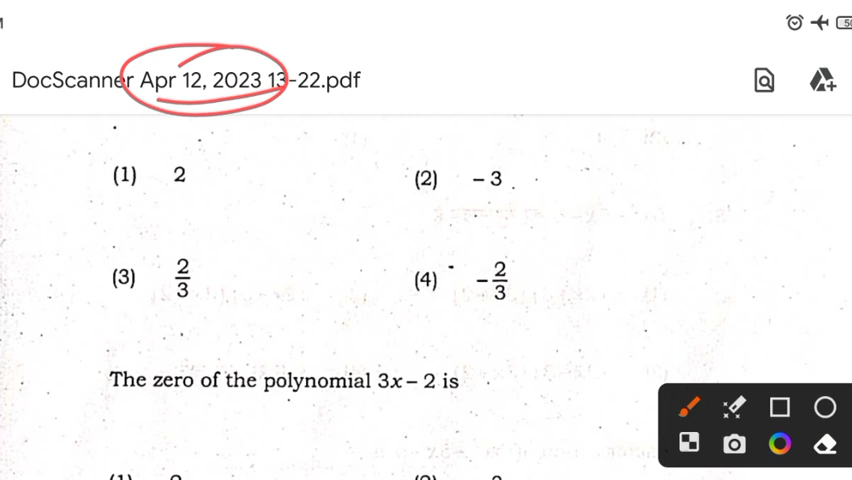 DocScanner Apr 12, 2023 13-22.pdf
(1) 2 (2) – 3
(3) 2/3 (4) – 2/3
The zero of the polynomial 3x – 2 is